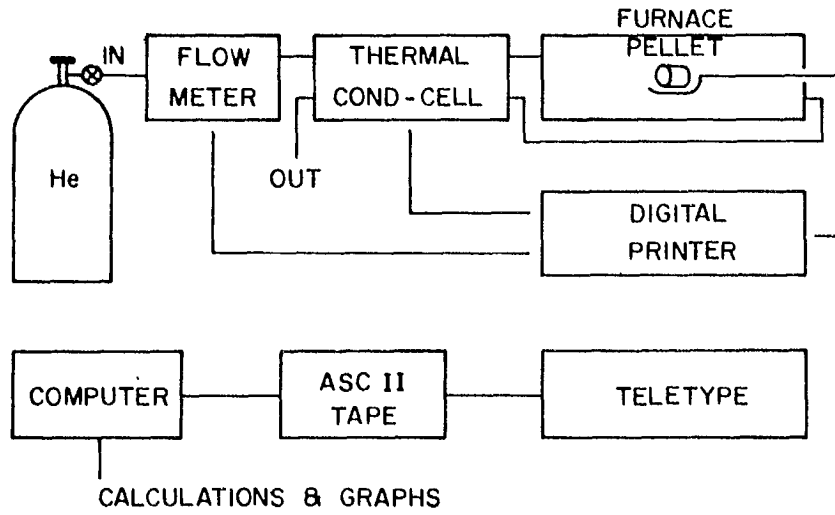 FURNACE
IN
FLOW
METER
THERMAL
COND-CELL
PELLET
He
OUT
DIGITAL
PRINTER
COMPUTER
ASC II
TAPE
TELETYPE
CALCULATIONS & GRAPHS